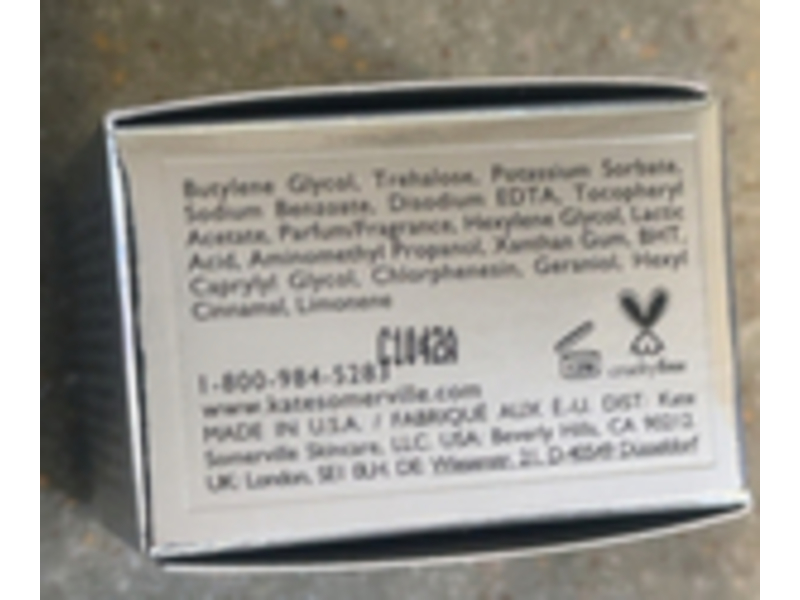 Butylene Glycol, Trehalose, Potassium Sorbate,
Sodium Benzoate, Disodium EDTA, Tocopheryl
Acetate, Parfum/Fragrance, Hexylene Glycol, Lactic
Acid, Aminomethyl Propanol, Xanthan Gum, BHT,
Caprylyl Glycol, Chlorphenesin, Geraniol, Hexyl
Cinnamal, Limonene
C1042A
1-800-984-5283
www.katesomerville.com
cruelty free
MADE IN U.S.A. / FABRIQUÉ AUX E.-U. DIST: Kate
Somerville Skincare, LLC. USA: Beverly Hills, CA 90212.
UK: London, SE1 DE: 21, D-40549 Düsseldorf